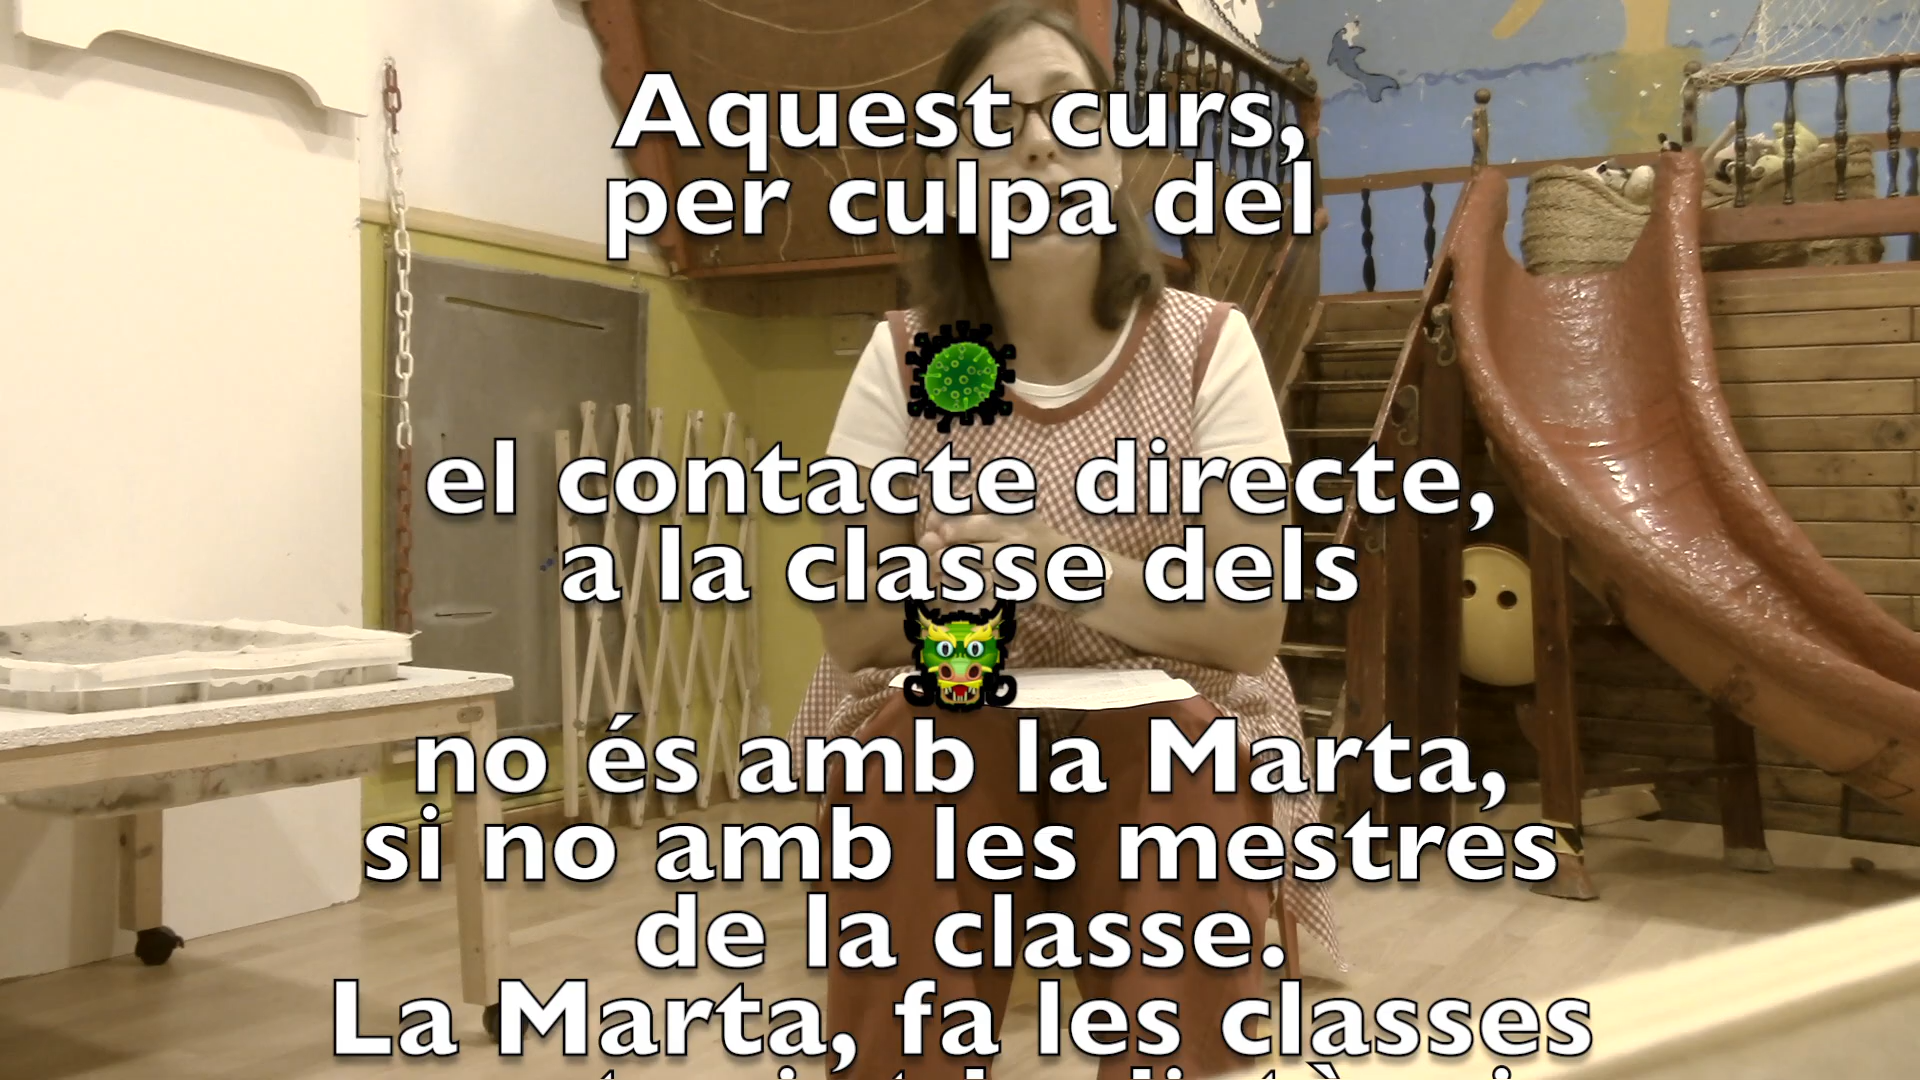 Aquest curs,
per culpa del
el contacte directe,
a la classe dels
no és amb la Marta,
si no amb les mestres
de la classe.
La Marta, fa les classes